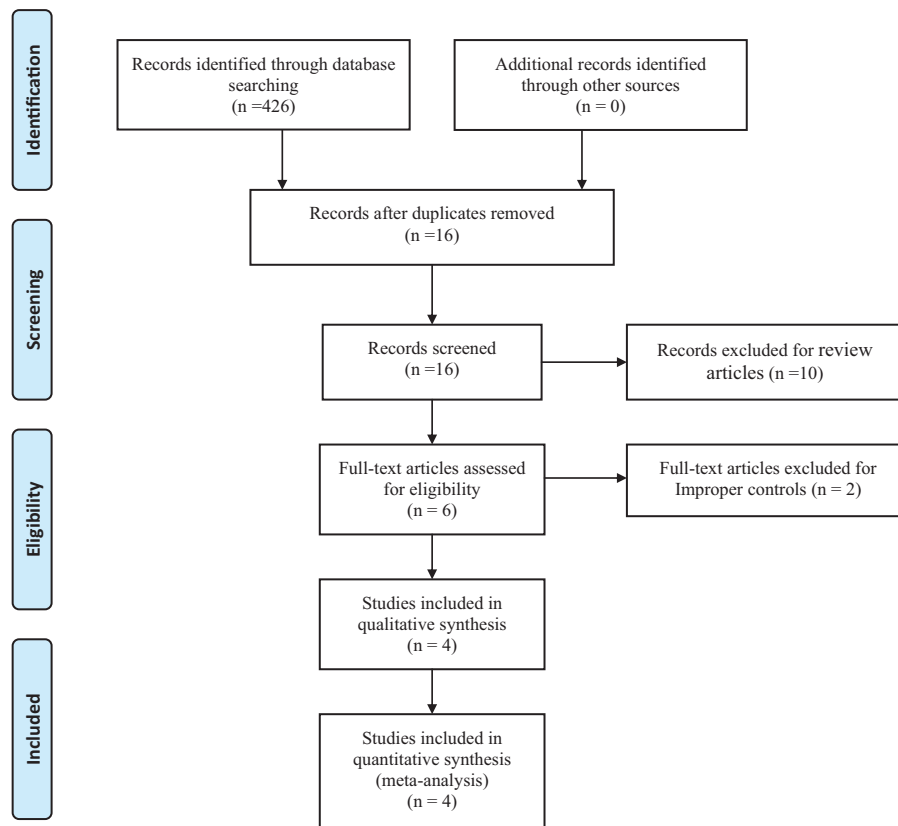 Identification
Records identified through database
searching
(n =426)
Additional records identified
through other sources
(n = 0)
Records after duplicates removed
(n =16)
Screening
Records screened
(n =16)
Records excluded for review
articles (n =10)
Eligibility
Full-text articles assessed
for eligibility
(n = 6)
Full-text articles excluded for
Improper controls (n = 2)
Studies included in
qualitative synthesis
(n = 4)
Included
Studies included in
quantitative synthesis
(meta-analysis)
(n = 4)